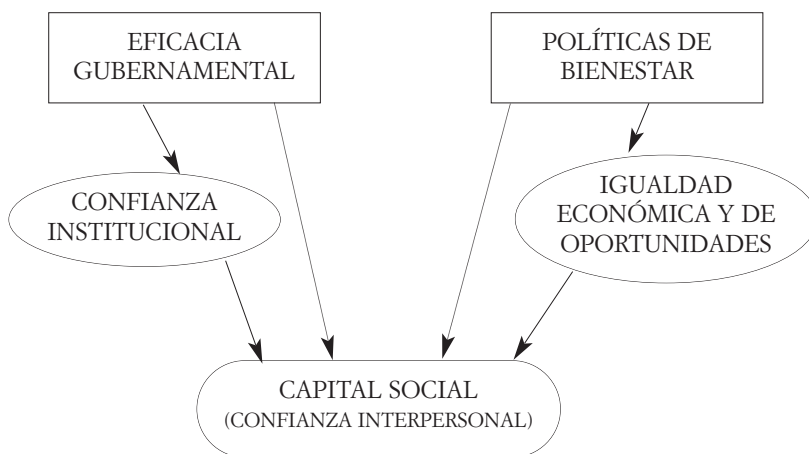 EFICACIA
GUBERNAMENTAL
POLÍTICAS DE
BIENESTAR
CONFIANZA
INSTITUCIONAL
IGUALDAD
ECONÓMICA Y DE
OPORTUNIDADES
CAPITAL SOCIAL
(CONFIANZA INTERPERSONAL)